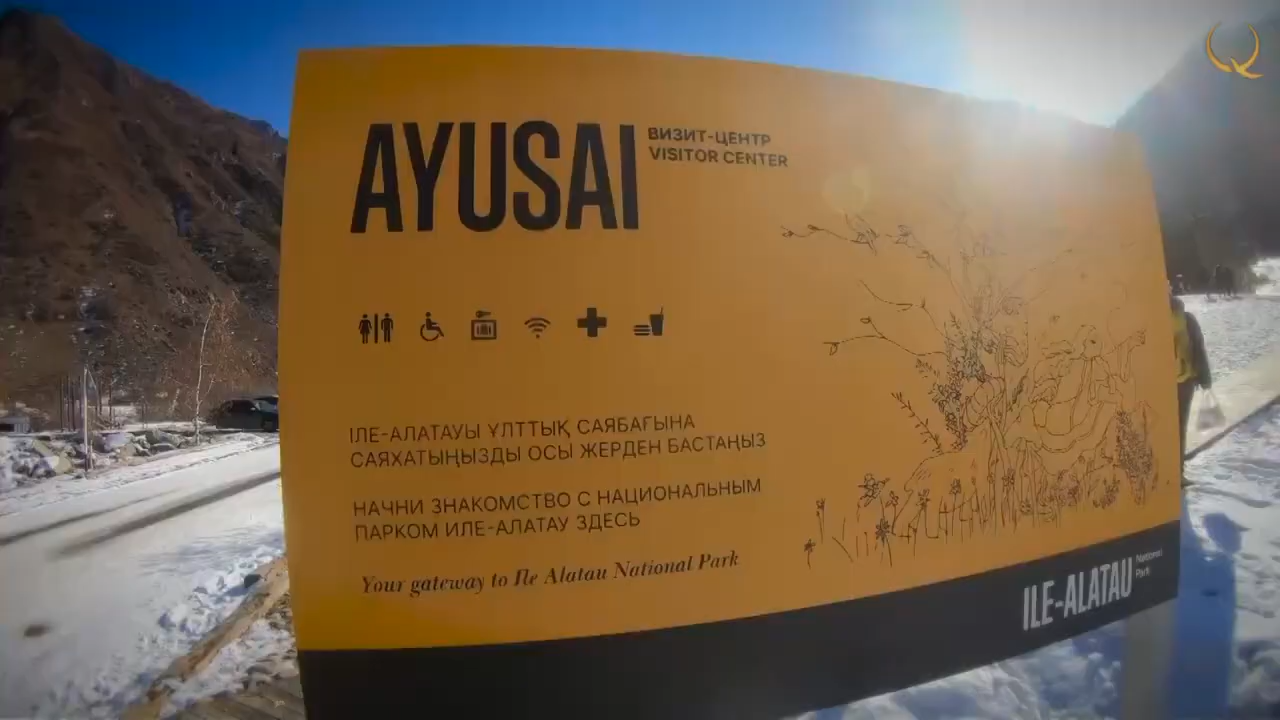 AYUSAI
ВИЗИТ-ЦЕНТР
VISITOR CENTER
ІЛЕ-АЛАТАУЫ ҰЛТТЫҚ САЯБАҒЫНА
САЯХАТЫҢЫЗДЫ ОСЫ ЖЕРДЕН БАСТАҢЫЗ
НАЧНИ ЗНАКОМСТВО С НАЦИОНАЛЬНЫМ
ПАРКОМ ИЛЕ-АЛАТАУ ЗДЕСЬ
Your gateway to Ile Alatau National Park
ILE-ALATAU
National
Park